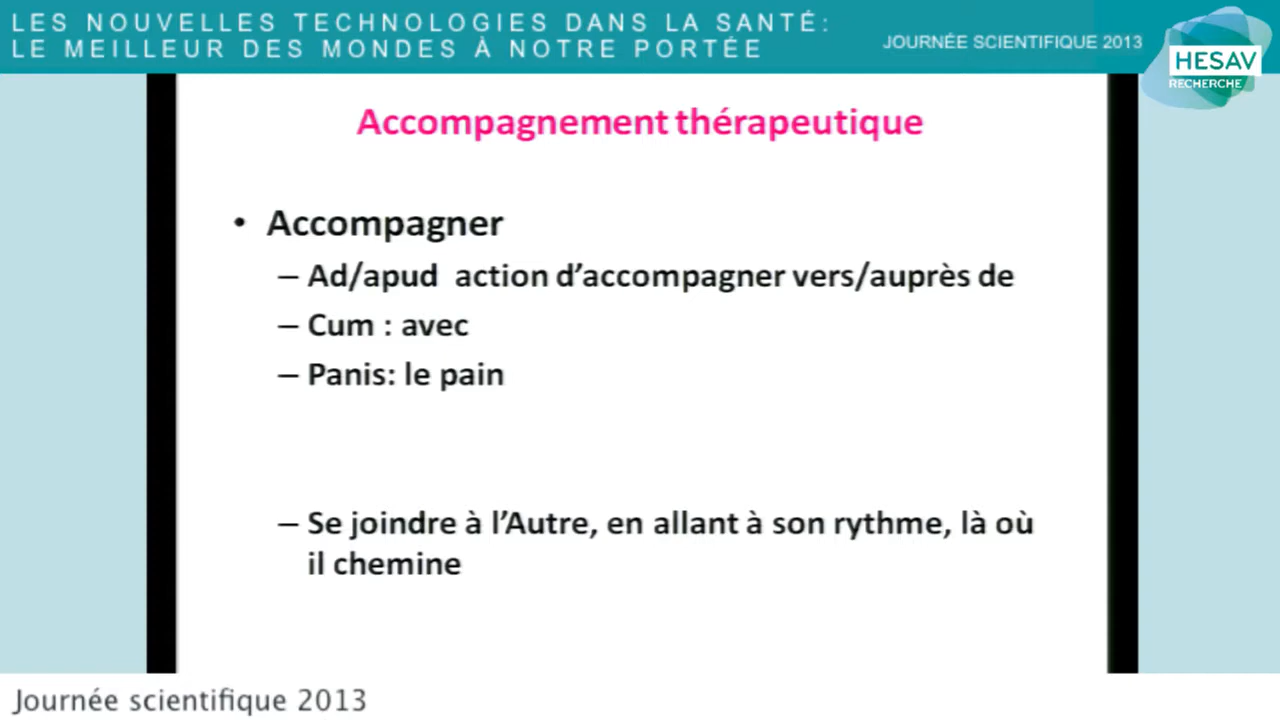 LES NOUVELLES TECHNOLOGIES DANS LA SANTÉ:
LE MEILLEUR DES MONDES À NOTRE PORTÉE
JOURNÉE SCIENTIFIQUE 2013
HESAV
RECHERCHE
Accompagnement thérapeutique
• Accompagner
– Ad/apud action d'accompagner vers/auprès de
– Cum : avec
– Panis: le pain
– Se joindre à l'Autre, en allant à son rythme, là où
il chemine
Journée scientifique 2013